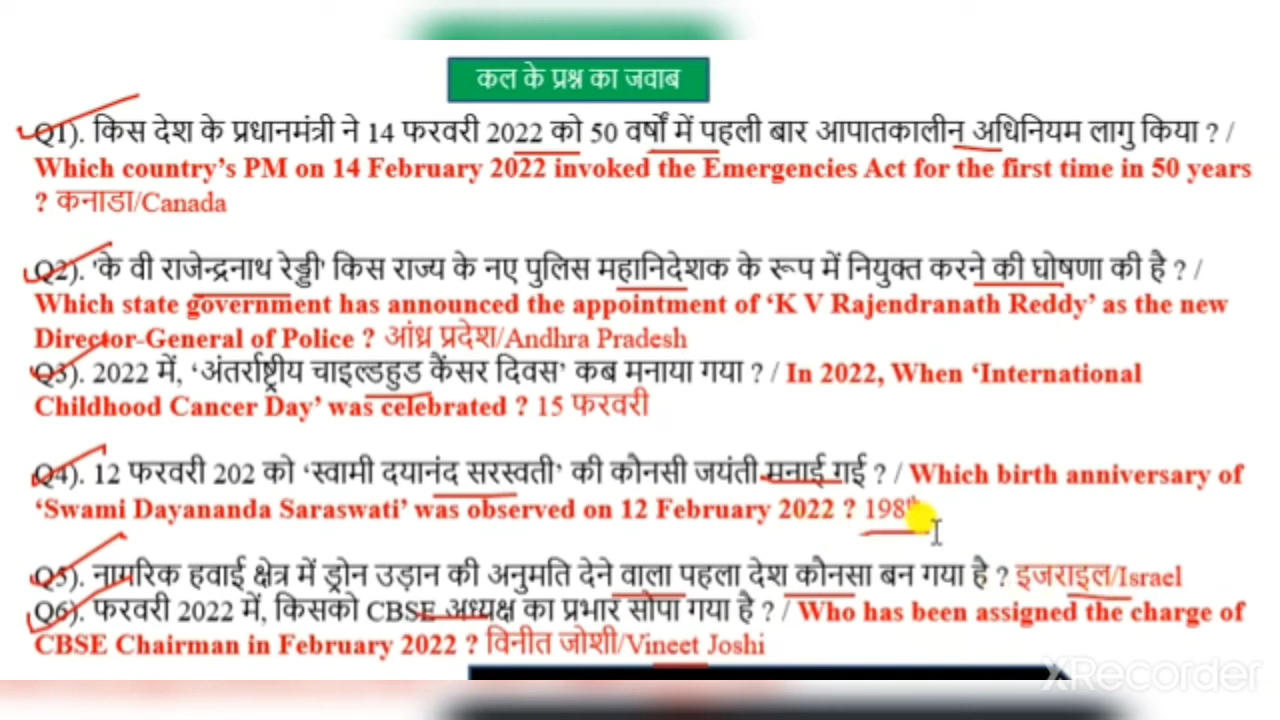 कल के प्रश्न का जवाब
Q1). किस देश के प्रधानमंत्री ने 14 फरवरी 2022 को 50 वर्षों में पहली बार आपातकालीन अधिनियम लागु किया ? /
Which country's PM on 14 February 2022 invoked the Emergencies Act for the first time in 50 years
? कनाडा/Canada
Q2). 'के वी राजेन्द्रनाथ रेड्डी' किस राज्य के नए पुलिस महानिदेशक के रूप में नियुक्त करने की घोषणा की है ? /
Which state government has announced the appointment of ‘K V Rajendranath Reddy’ as the new
Director-General of Police ? आंध्र प्रदेश/Andhra Pradesh
Q3). 2022 में, ‘अंतर्राष्ट्रीय चाइल्डहुड कैंसर दिवस’ कब मनाया गया ? / In 2022, When ‘International
Childhood Cancer Day’ was celebrated ? 15 फरवरी
Q4). 12 फरवरी 202 को ‘स्वामी दयानंद सरस्वती’ की कौनसी जयंती मनाई गई ? / Which birth anniversary of
‘Swami Dayananda Saraswati’ was observed on 12 February 2022 ? 198th
Q5). नागरिक हवाई क्षेत्र में ड्रोन उड़ान की अनुमति देने वाला पहला देश कौनसा बन गया है ? इजराइल/Israel
Q6). फरवरी 2022 में, किसको CBSE अध्यक्ष का प्रभार सोपा गया है ? / Who has been assigned the charge of
CBSE Chairman in February 2022 ? विनीत जोशी/Vineet Joshi
XRecorder